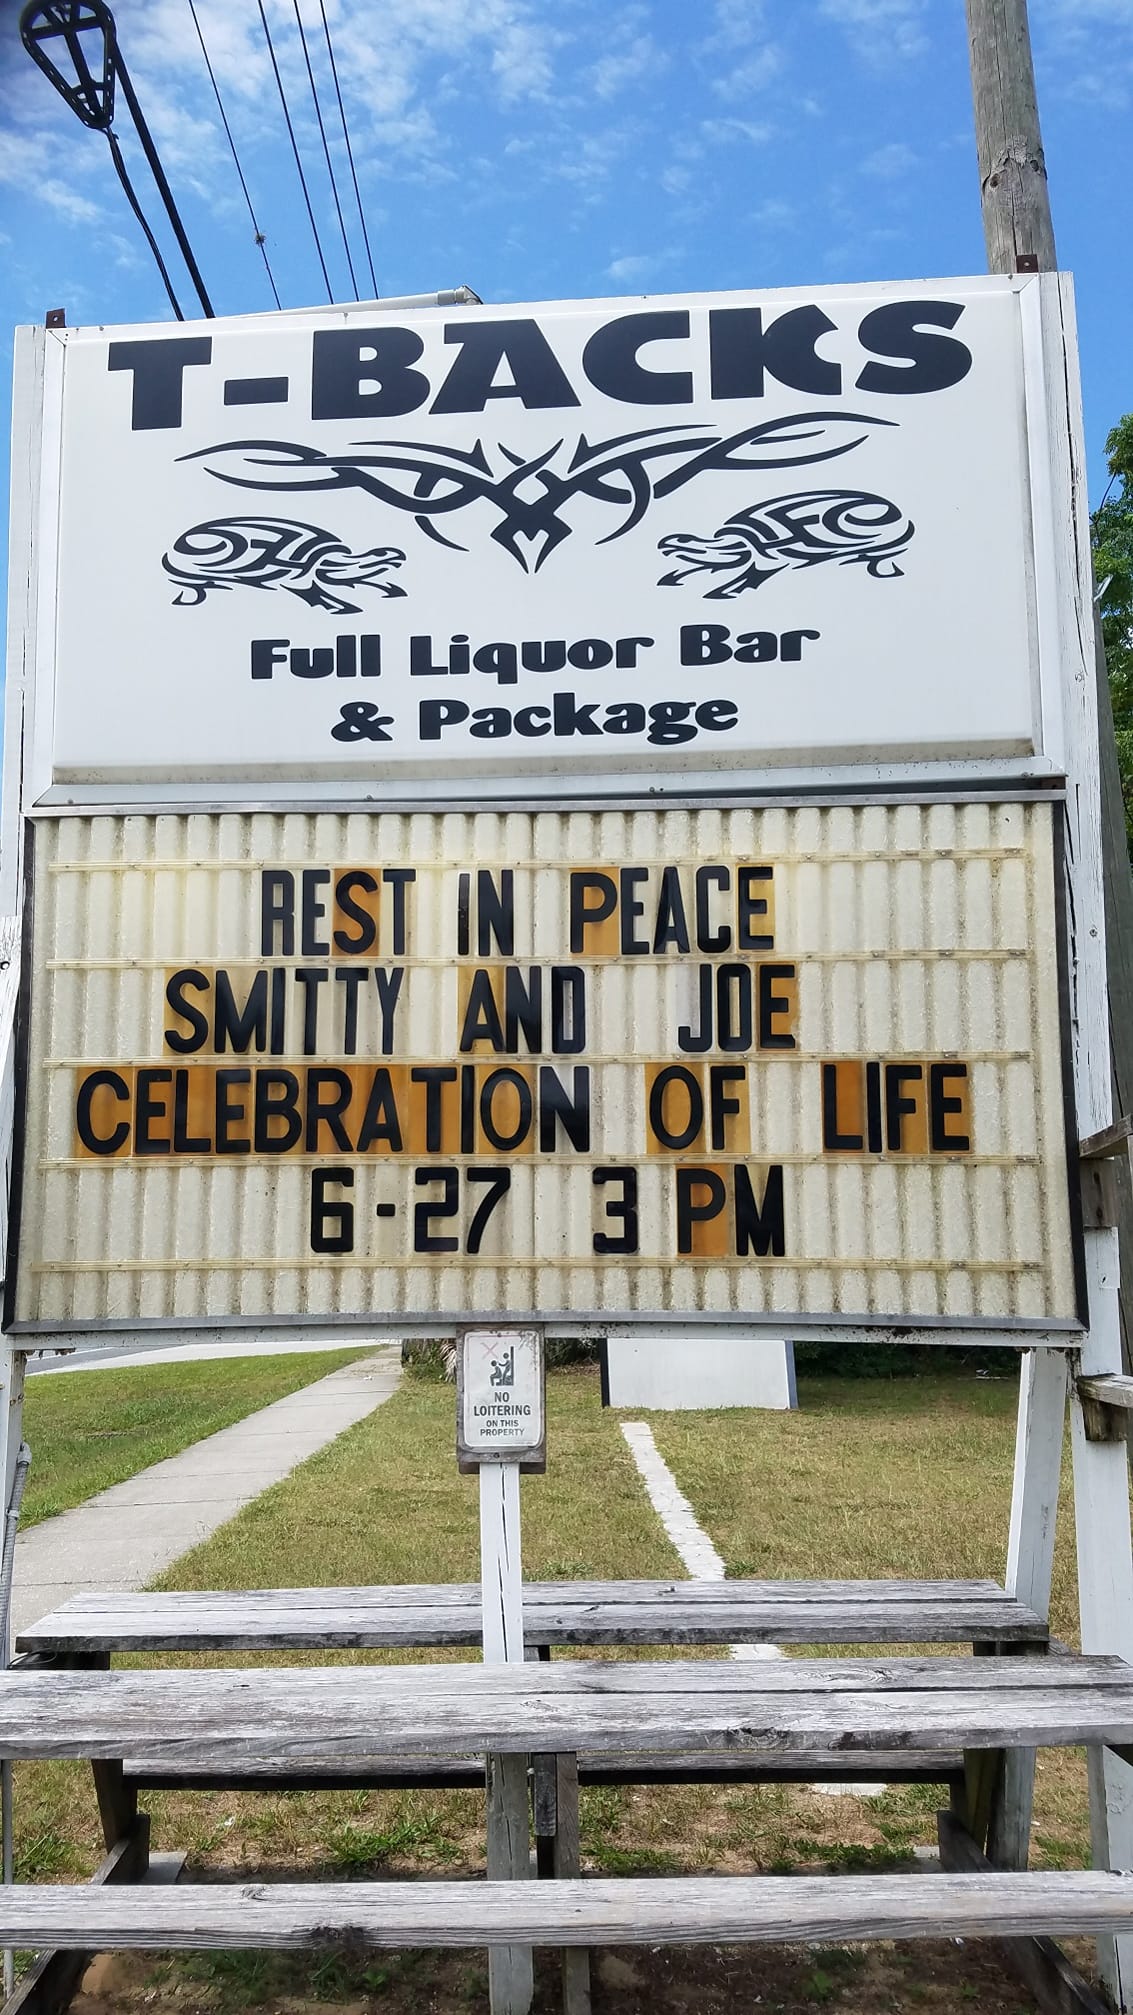 T-BACKS
Full Liquor Bar
& Package
REST IN PEACE
SMITTY AND JOE
CELEBRATION OF LIFE
6-27 3 PM
NO
LOITERING
ON THIS
PROPERTY